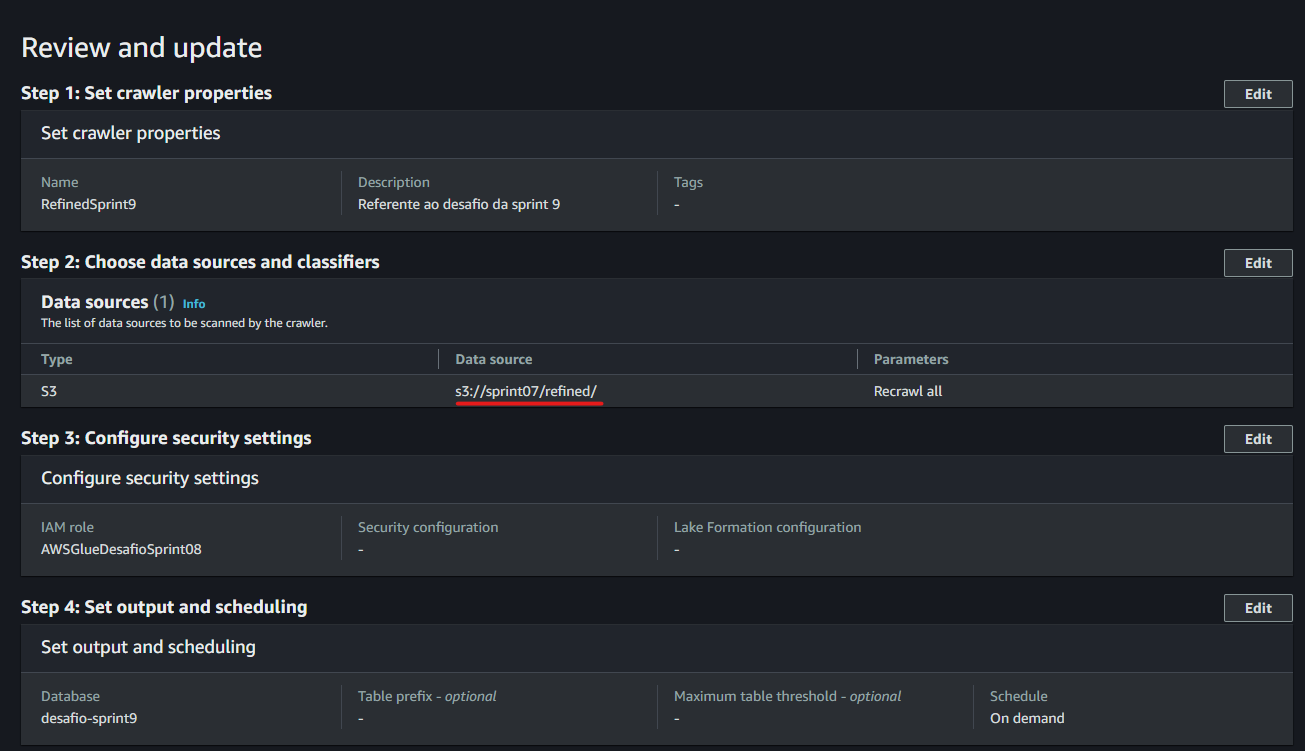 Review and update
Step 1: Set crawler properties
Edit
Set crawler properties
Name
Description
Tags
RefinedSprint9
Referente ao desafio da sprint 9
-
Step 2: Choose data sources and classifiers
Edit
Data sources (1) Info
The list of data sources to be scanned by the crawler.
Type
Data source
Parameters
S3
s3://sprint07/refined/
Recrawl all
Step 3: Configure security settings
Edit
Configure security settings
IAM role
Security configuration
Lake Formation configuration
AWSGlueDesafioSprint08
-
-
Step 4: Set output and scheduling
Edit
Set output and scheduling
Database
Table prefix - optional
Maximum table threshold - optional
Schedule
desafio-sprint9
-
-
On demand